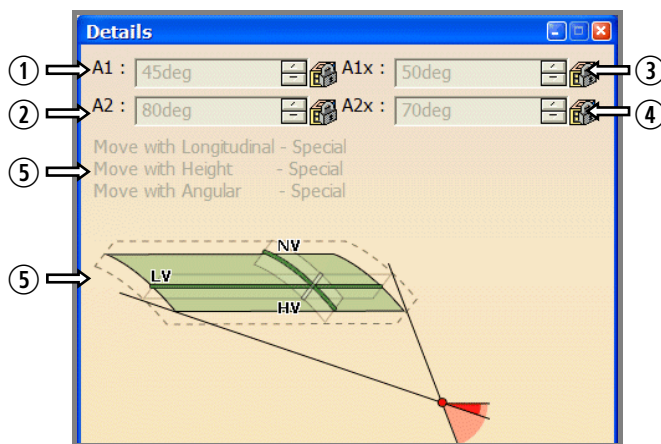 Details
① A1 : 45deg A1x : 50deg ③
② A2 : 80deg A2x : 70deg ④
Move with Longitudinal - Special
⑤ Move with Height - Special
Move with Angular - Special
NV
⑤ LV
HV